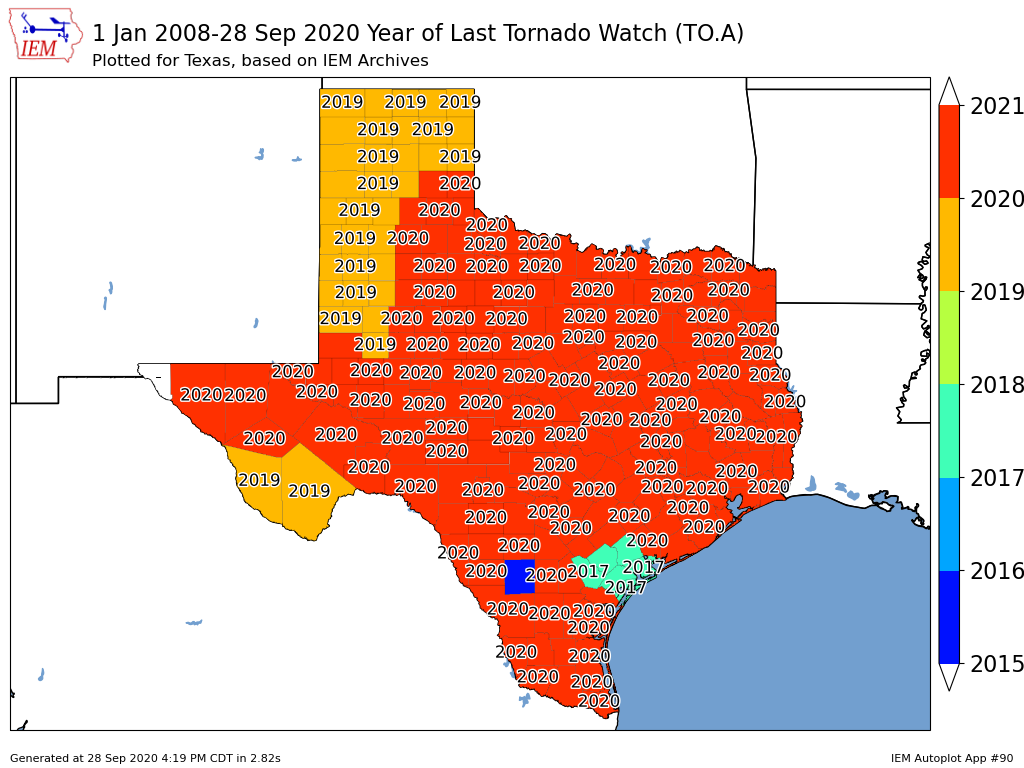 IEM
1 Jan 2008-28 Sep 2020 Year of Last Tornado Watch (TO.A)
Plotted for Texas, based on IEM Archives
2019 2019 2019
2019 2019
2019 2019
2019 2020
2019 2020
2020
2019 2020 2020 2020
2019 2020 2020 2020 2020 2020 2020
2019 2020 2020 2020 2020 2020
2019 2020 2020 2020 2020 2020 2020
2020
2019 2020 2020 2020 2020 2020 2020
2020
2020 2020 2020 2020 2020 2020 2020 2020 2020 2020
2020 2020 2020 2020
2020 2020 2020 2020 2020
2020 2020 2020 2020
2020
2020 2020 2020 2020 2020 2020 2020 2020
2020 2020
2020 2020 2020 2020
2019 2019 2020 2020 2020 2020 2020 2020 2020
2020 2020 2020 2020
2020 2020
2020 2020 2020
2020 2020 2017 2017
2017
2020 2020 2020
2020
2020 2020
2020 2020
2020
2021
2020
2019
2018
2017
2016
2015
Generated at 28 Sep 2020 4:19 PM CDT in 2.82s
IEM Autoplot App #90